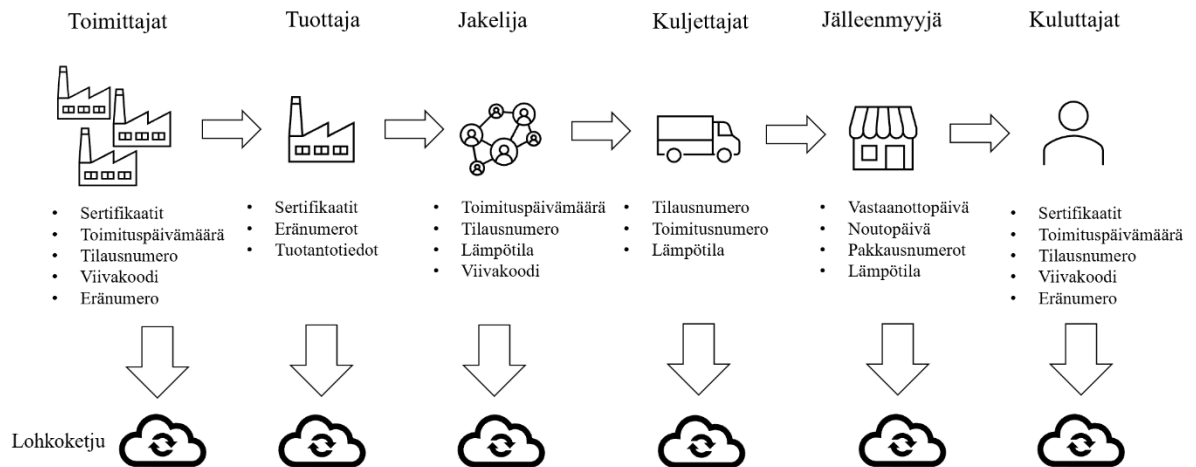 Toimittajat
Tuottaja
Jakelija
Kuljettajat
Jälleenmyyjä
Kuluttajat
• Sertifikaatit
• Toimituspäivämäärä
• Tilausnumero
• Viivakoodi
• Eränumero
• Sertifikaatit
• Eränumerot
• Tuotantotiedot
• Toimituspäivämäärä
• Tilausnumero
• Lämpötila
• Viivakoodi
• Tilausnumero
• Toimitusnumero
• Lämpötila
• Vastaanottopäivä
• Noutopäivä
• Pakkausnumerot
• Lämpötila
• Sertifikaatit
• Toimituspäivämäärä
• Tilausnumero
• Viivakoodi
• Eränumero
Lohkoketju